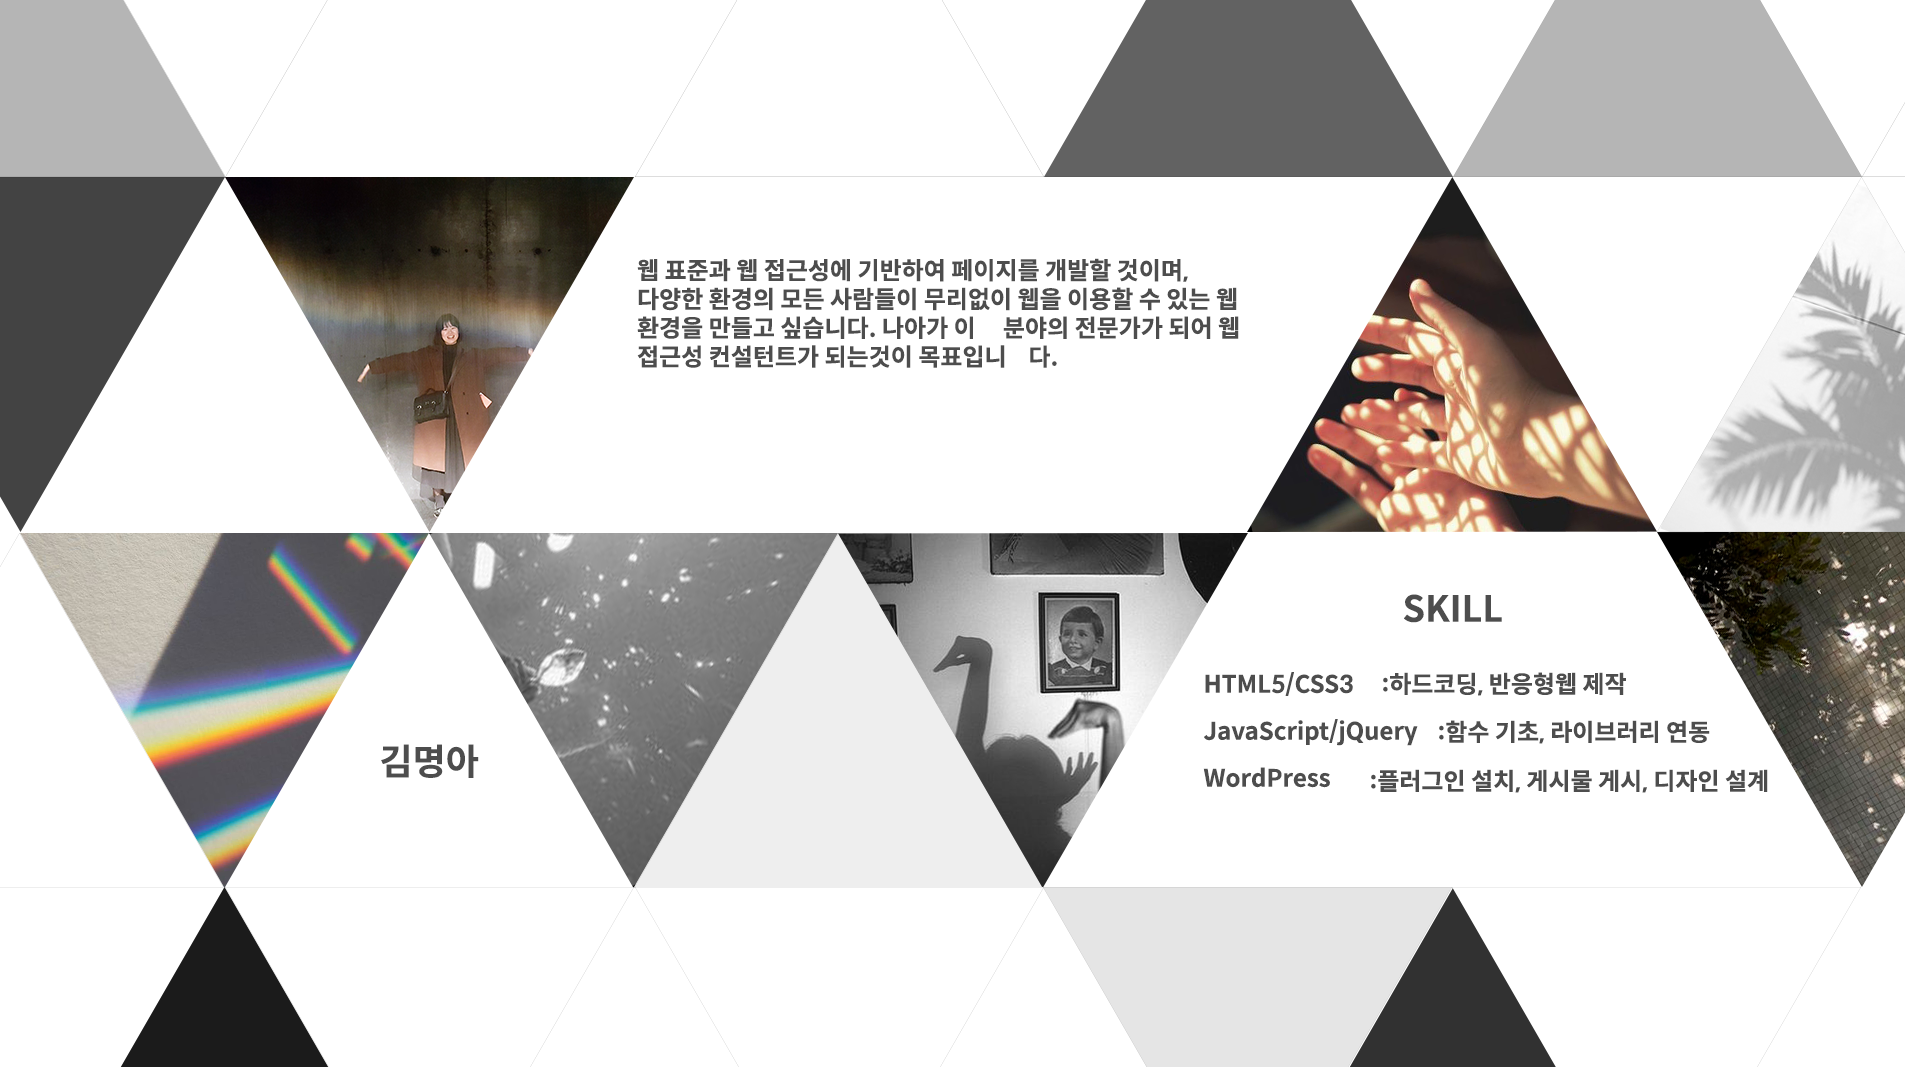 웹 표준과 웹 접근성에 기반하여 페이지를 개발할 것이며,
다양한 환경의 모든 사람들이 무리없이 웹을 이용할 수 있는 웹
환경을 만들고 싶습니다. 나아가 이 분야의 전문가가 되어 웹
접근성 컨설턴트가 되는것이 목표입니 다.
김명아
SKILL
HTML5/CSS3 :하드코딩, 반응형웹 제작
JavaScript/jQuery :함수 기초, 라이브러리 연동
WordPress :플러그인 설치, 게시물 게시, 디자인 설계